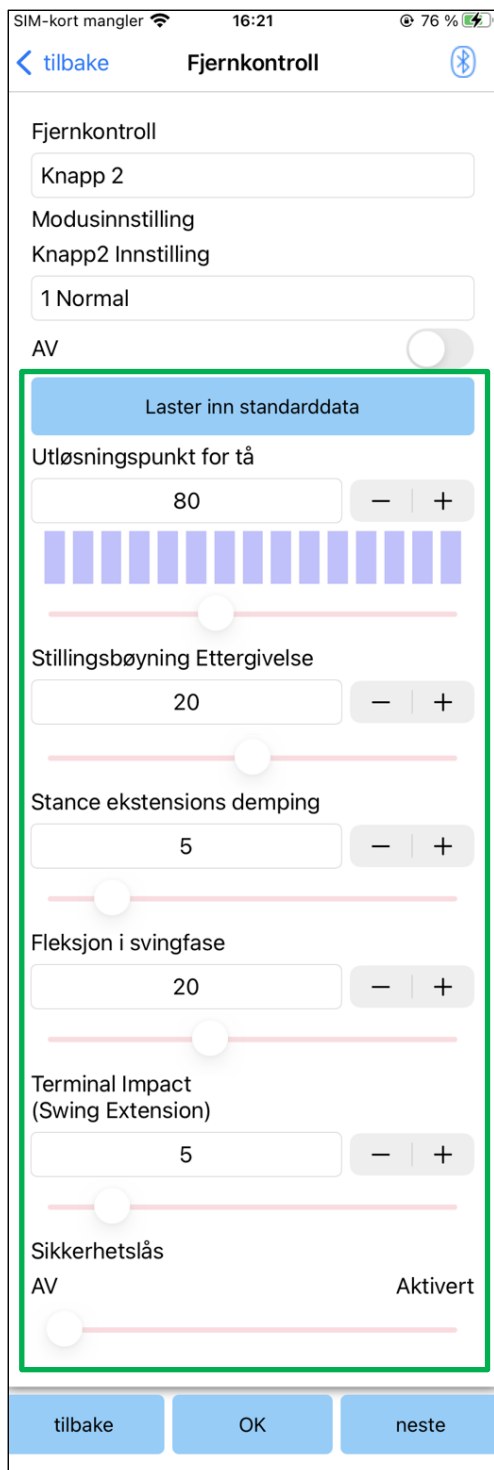 SIM-kort mangler 16:21 76 %
tilbake Fjernkontroll
Fjernkontroll
Knapp 2
Modusinnstilling
Knapp2 Innstilling
1 Normal
AV
Laster inn standarddata
Utløsningspunkt for tå
80 − +
Stillingsbøyning Ettergivelse
20 − +
Stance ekstensions demping
5 − +
Fleksjon i svingfase
20 − +
Terminal Impact
(Swing Extension)
5 − +
Sikkerhetslås
AV Aktivert
tilbake OK neste